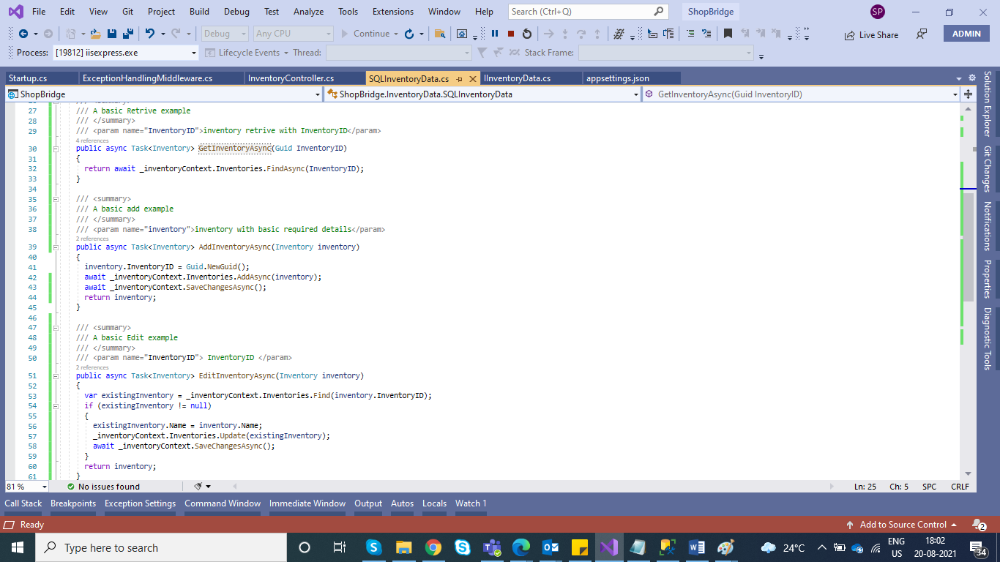 File Edit View Git Project Build Debug Test Analyze Tools Extensions Window Help Search (Ctrl+Q) ShopBridge SP
Debug Any CPU Continue Live Share ADMIN
Process: [19812] iisexpress.exe Lifecycle Events Thread: Stack Frame:
Startup.cs ExceptionHandlingMiddleware.cs InventoryController.cs SQLInventoryData.cs IInventoryData.cs appsettings.json
ShopBridge ShopBridge.InventoryData.SQLInventoryData GetInventoryAsync(Guid InventoryID)
27 /// A basic Retrive example
28 /// </summary>
29 /// <param name="InventoryID">inventory retrive with InventoryID</param>
4 references
30 public async Task<Inventory> GetInventoryAsync(Guid InventoryID)
31 {
32 return await _inventoryContext.Inventories.FindAsync(InventoryID);
33 }
34
35 /// <summary>
36 /// A basic add example
37 /// </summary>
38 /// <param name="inventory">inventory with basic required details</param>
2 references
39 public async Task<Inventory> AddInventoryAsync(Inventory inventory)
40 {
41 inventory.InventoryID = Guid.NewGuid();
42 await _inventoryContext.Inventories.AddAsync(inventory);
43 await _inventoryContext.SaveChangesAsync();
44 return inventory;
45 }
46
47 /// <summary>
48 /// A basic Edit example
49 /// </summary>
50 /// <param name="InventoryID"> InventoryID </param>
2 references
51 public async Task<Inventory> EditInventoryAsync(Inventory inventory)
52 {
53 var existingInventory = _inventoryContext.Inventories.Find(inventory.InventoryID);
54 if (existingInventory != null)
55 {
56 existingInventory.Name = inventory.Name;
57 _inventoryContext.Inventories.Update(existingInventory);
58 await _inventoryContext.SaveChangesAsync();
59 }
60 return inventory;
61 }
81 % No issues found Ln: 25 Ch: 5 SPC CRLF
Solution Explorer
Git Changes
Notifications
Properties
Diagnostic Tools
Call Stack Breakpoints Exception Settings Command Window Immediate Window Output Autos Locals Watch 1
Ready Add to Source Control 2
Type here to search 24°C ENG 18:02
US 20-08-2021 34